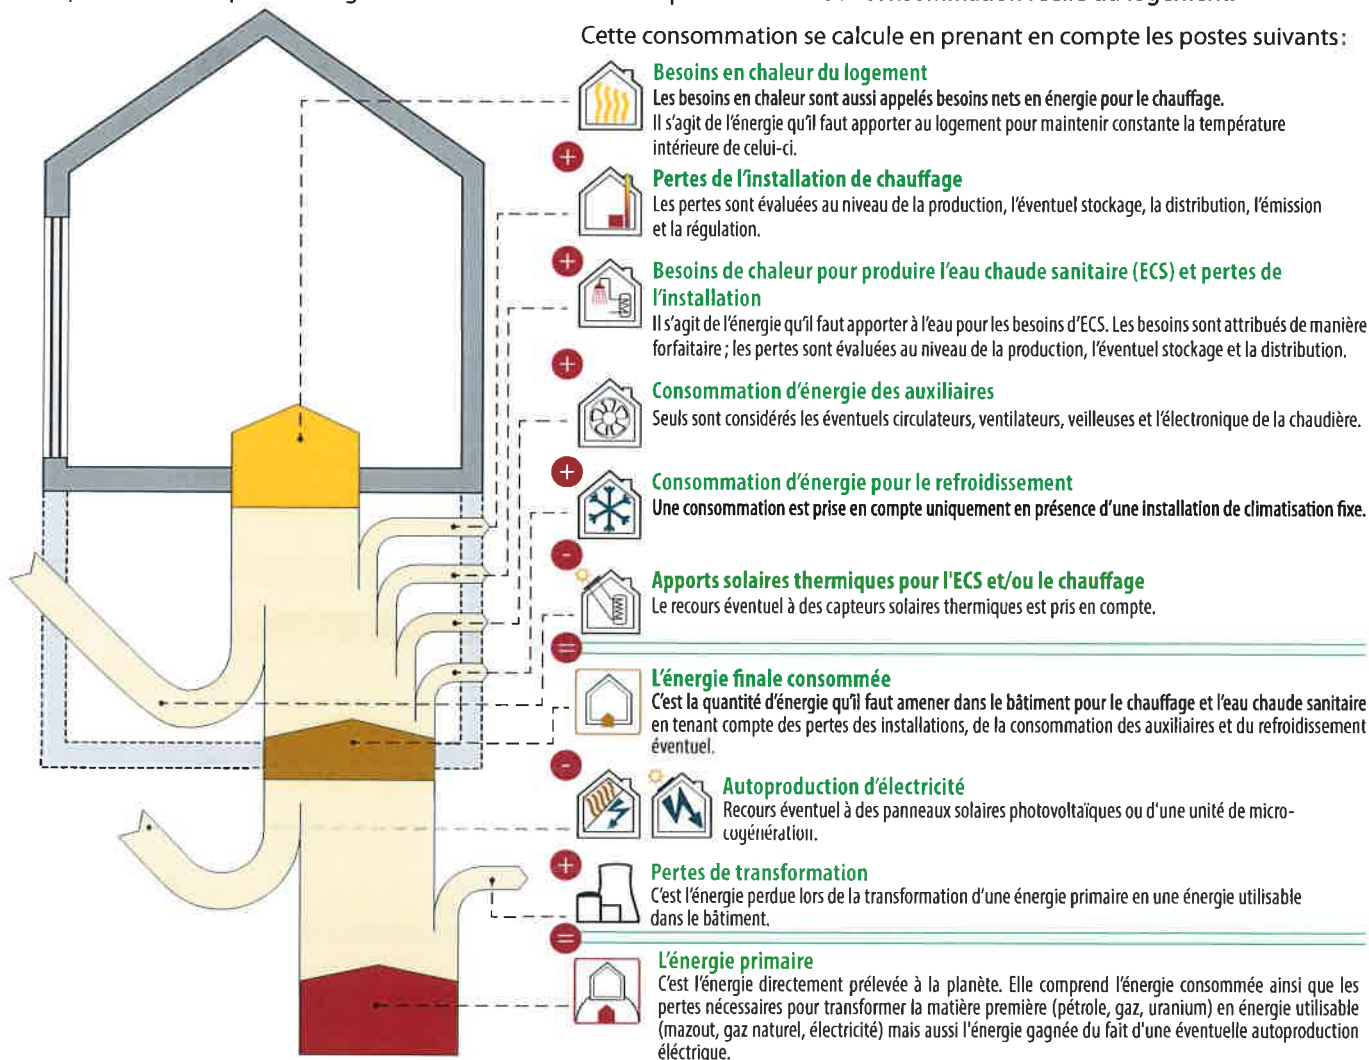 Cette consommation se calcule en prenant en compte les postes suivants:
Besoins en chaleur du logement
Les besoins en chaleur sont aussi appelés besoins nets en énergie pour le chauffage.
Il s'agit de l'énergie qu'il faut apporter au logement pour maintenir constante la température
intérieure de celui-ci.
+
Pertes de l'installation de chauffage
Les pertes sont évaluées au niveau de la production, l'éventuel stockage, la distribution, l'émission
et la régulation.
+
Besoins de chaleur pour produire l'eau chaude sanitaire (ECS) et pertes de
l'installation
Il s'agit de l'énergie qu'il faut apporter à l'eau pour les besoins d'ECS. Les besoins sont attribués de manière
forfaitaire ; les pertes sont évaluées au niveau de la production, l'éventuel stockage et la distribution.
+
Consommation d'énergie des auxiliaires
Seuls sont considérés les éventuels circulateurs, ventilateurs, veilleuses et l'électronique de la chaudière.
+
Consommation d'énergie pour le refroidissement
Une consommation est prise en compte uniquement en présence d'une installation de climatisation fixe.
-
Apports solaires thermiques pour l'ECS et/ou le chauffage
Le recours éventuel à des capteurs solaires thermiques est pris en compte.
=
L'énergie finale consommée
C'est la quantité d'énergie qu'il faut amener dans le bâtiment pour le chauffage et l'eau chaude sanitaire
en tenant compte des pertes des installations, de la consommation des auxiliaires et du refroidissement
éventuel.
-
Autoproduction d'électricité
Recours éventuel à des panneaux solaires photovoltaïques ou d'une unité de micro-
cogénération.
+
Pertes de transformation
C'est l'énergie perdue lors de la transformation d'une énergie primaire en une énergie utilisable
dans le bâtiment.
=
L'énergie primaire
C'est l'énergie directement prélevée à la planète. Elle comprend l'énergie consommée ainsi que les
pertes nécessaires pour transformer la matière première (pétrole, gaz, uranium) en énergie utilisable
(mazout, gaz naturel, électricité) mais aussi l'énergie gagnée du fait d'une éventuelle autoproduction
éléctrique.